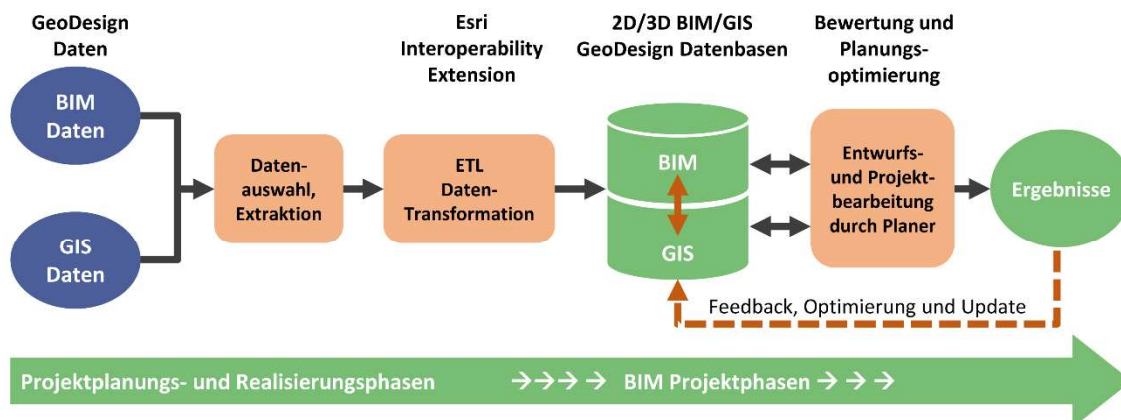 GeoDesign
Daten
Esri
Interoperability
Extension
2D/3D BIM/GIS
GeoDesign Datenbasen
Bewertung und
Planungs-
optimierung
BIM
Daten
GIS
Daten
Daten-
auswahl,
Extraktion
ETL
Daten-
Transformation
BIM
GIS
Entwurfs-
und Projekt-
bearbeitung
durch Planer
Ergebnisse
Feedback, Optimierung und Update
Projektplanungs- und Realisierungsphasen →→→→ BIM Projektphasen → → →